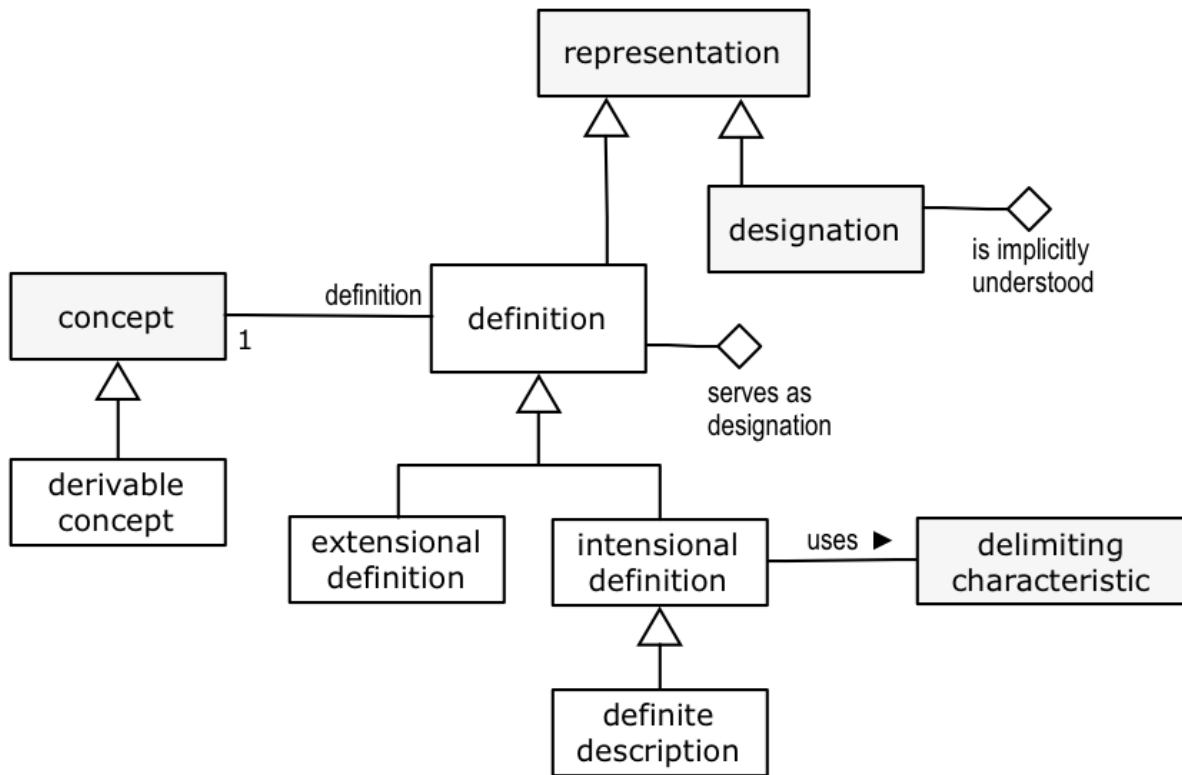 representation
designation
is implicitly
understood
concept
1
definition
definition
serves as
designation
derivable
concept
extensional
definition
intensional
definition
uses ►
delimiting
characteristic
definite
description